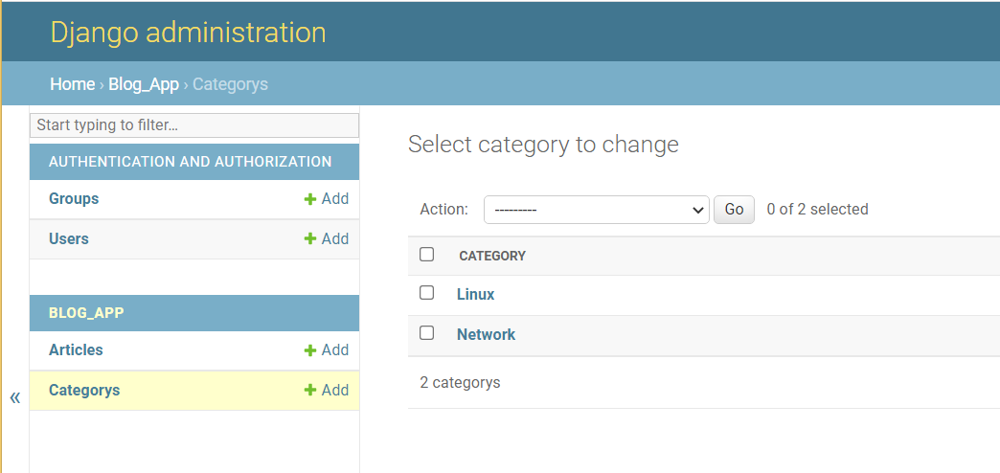 Django administration
Home › Blog_App › Categorys
Start typing to filter...
AUTHENTICATION AND AUTHORIZATION
Groups + Add
Users + Add
BLOG_APP
Articles + Add
Categorys + Add
«
Select category to change
Action: --------- Go 0 of 2 selected
CATEGORY
Linux
Network
2 categorys